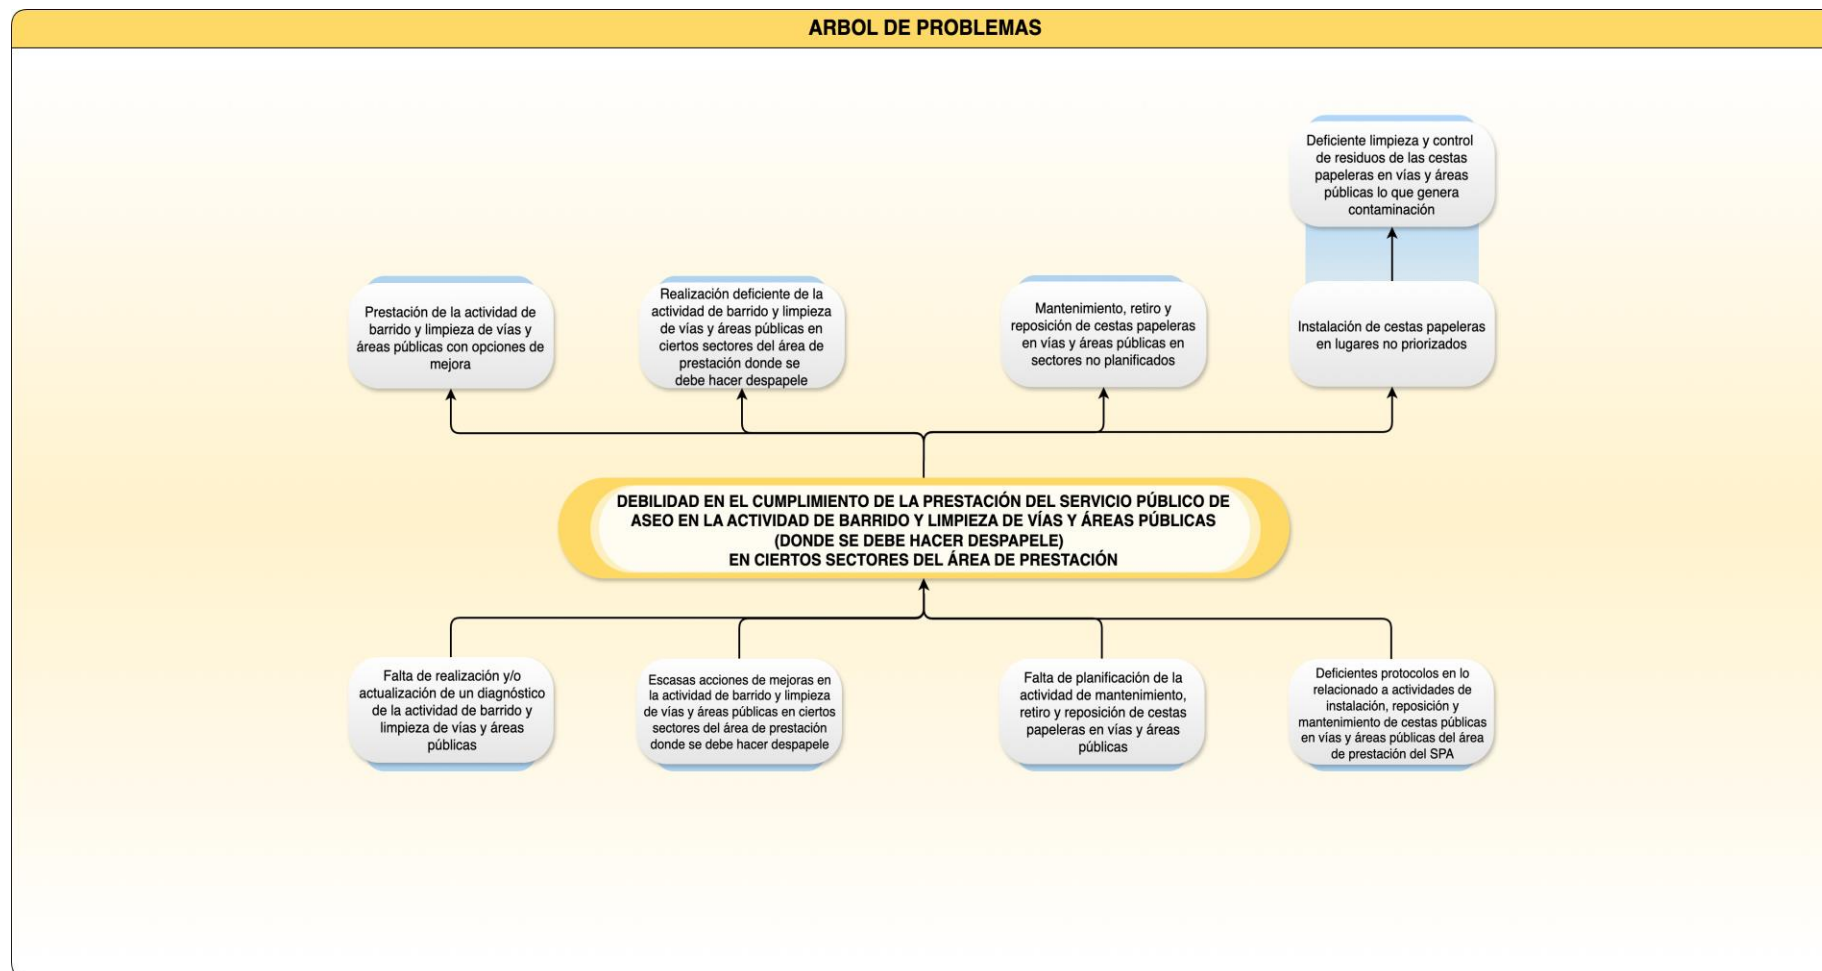 ARBOL DE PROBLEMAS
Deficiente limpieza y control
de residuos de las cestas
papeleras en vías y áreas
públicas lo que genera
contaminación
Prestación de la actividad de
barrido y limpieza de vías y
áreas públicas con opciones de
mejora
Realización deficiente de la
actividad de barrido y limpieza
de vías y áreas públicas en
ciertos sectores del área de
prestación donde se
debe hacer despapele
Mantenimiento, retiro y
reposición de cestas papeleras
en vías y áreas públicas en
sectores no planificados
Instalación de cestas papeleras
en lugares no priorizados
DEBILIDAD EN EL CUMPLIMIENTO DE LA PRESTACIÓN DEL SERVICIO PÚBLICO DE
ASEO EN LA ACTIVIDAD DE BARRIDO Y LIMPIEZA DE VÍAS Y ÁREAS PÚBLICAS
(DONDE SE DEBE HACER DESPAPELE)
EN CIERTOS SECTORES DEL ÁREA DE PRESTACIÓN
Falta de realización y/o
actualización de un diagnóstico
de la actividad de barrido y
limpieza de vías y áreas
públicas
Escasas acciones de mejoras en
la actividad de barrido y limpieza
de vías y áreas públicas en ciertos
sectores del área de prestación
donde se debe hacer despapele
Falta de planificación de la
actividad de mantenimiento,
retiro y reposición de cestas
papeleras en vías y áreas
públicas
Deficientes protocolos en lo
relacionado a actividades de
instalación, reposición y
mantenimiento de cestas públicas
en vías y áreas públicas del área
de prestación del SPA